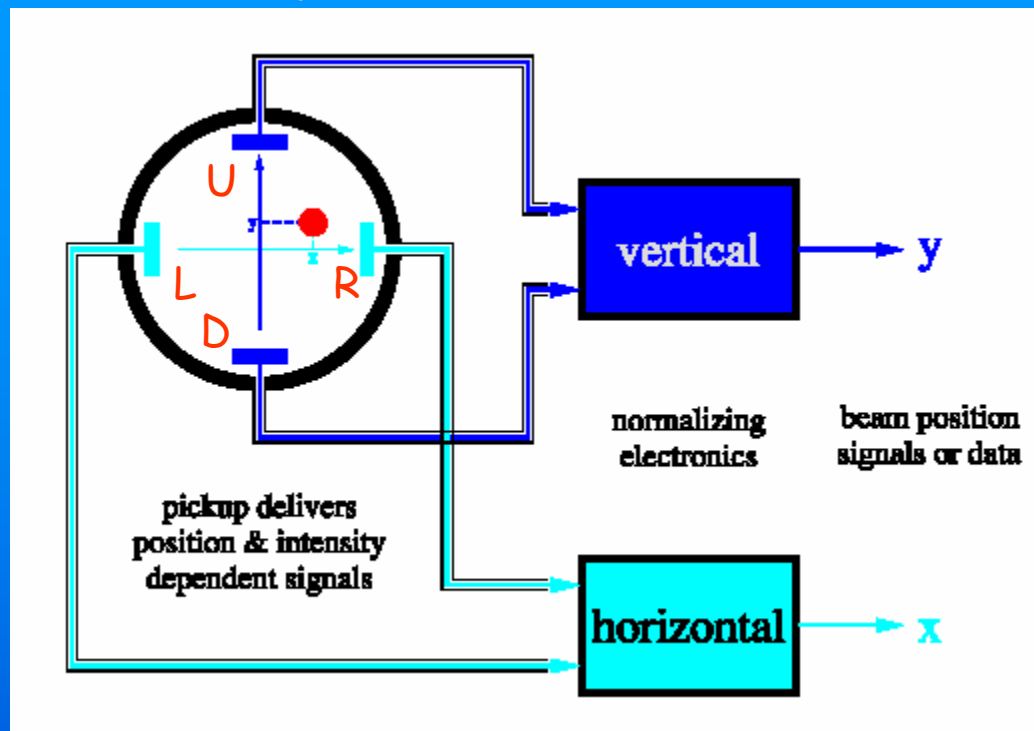 U
y
x
L
R
D
vertical
y
normalizing
electronics
beam position
signals or data
pickup delivers
position & intensity
dependent signals
horizontal
x